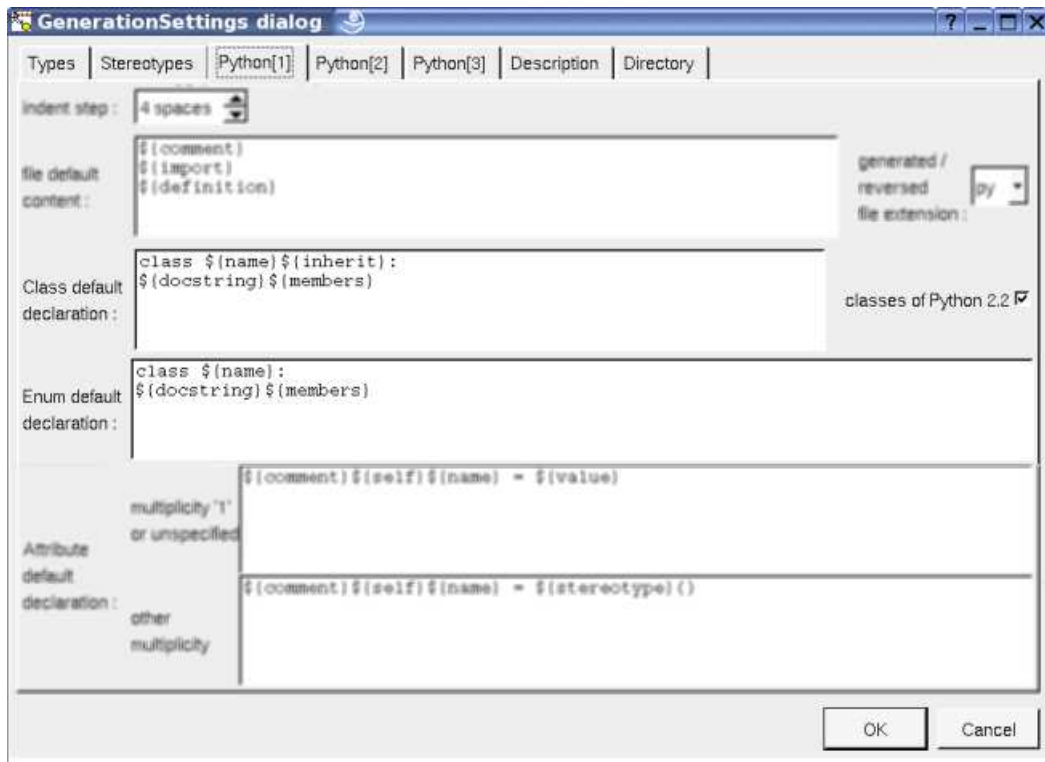 GenerationSettings dialog
Types Stereotypes Python[1] Python[2] Python[3] Description Directory
indent step : 4 spaces
file default
content :
${comment}
${import}
${definition}
generated /
reversed
file extension :
py
Class default
declaration :
class ${name}${inherit}:
${docstring}${members}
classes of Python 2.2
Enum default
declaration :
class ${name}:
${docstring}${members}
Attribute
default
declaration :
multiplicity '1'
or unspecified
${comment}${self}${name} = ${value}
other
multiplicity
${comment}${self}${name} = ${stereotype}()
OK Cancel